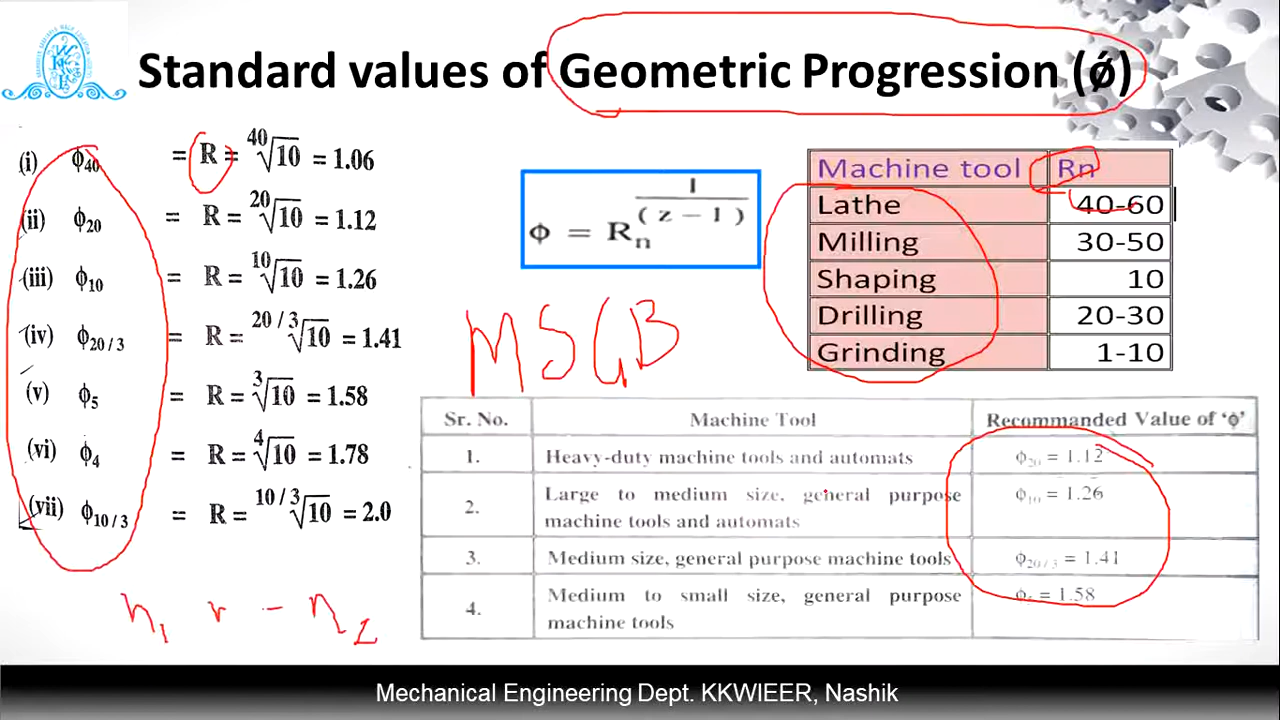 Standard values of Geometric Progression (ǿ)
(i) ϕ40 = R = ⁴⁰√10 = 1.06
(ii) ϕ20 = R = ²⁰√10 = 1.12
(iii) ϕ10 = R = ¹⁰√10 = 1.26
(iv) ϕ20/3 = R = ²⁰/³√10 = 1.41
(v) ϕ5 = R = ³√10 = 1.58
(vi) ϕ4 = R = ⁴√10 = 1.78
(vii) ϕ10/3 = R = ¹⁰/³√10 = 2.0
ϕ = Rn^(1/(z – 1))
Machine tool Rn
Lathe 40-60
Milling 30-50
Shaping 10
Drilling 20-30
Grinding 1-10
M S G B
Sr. No. Machine Tool Recommanded Value of 'ϕ'
1. Heavy-duty machine tools and automats ϕ20 = 1.12
2. Large to medium size, general purpose ϕ10 = 1.26
machine tools and automats
3. Medium size, general purpose machine tools ϕ20/3 = 1.41
4. Medium to small size, general purpose = 1.58
machine tools
n1 r - n2
Mechanical Engineering Dept. KKWIEER, Nashik